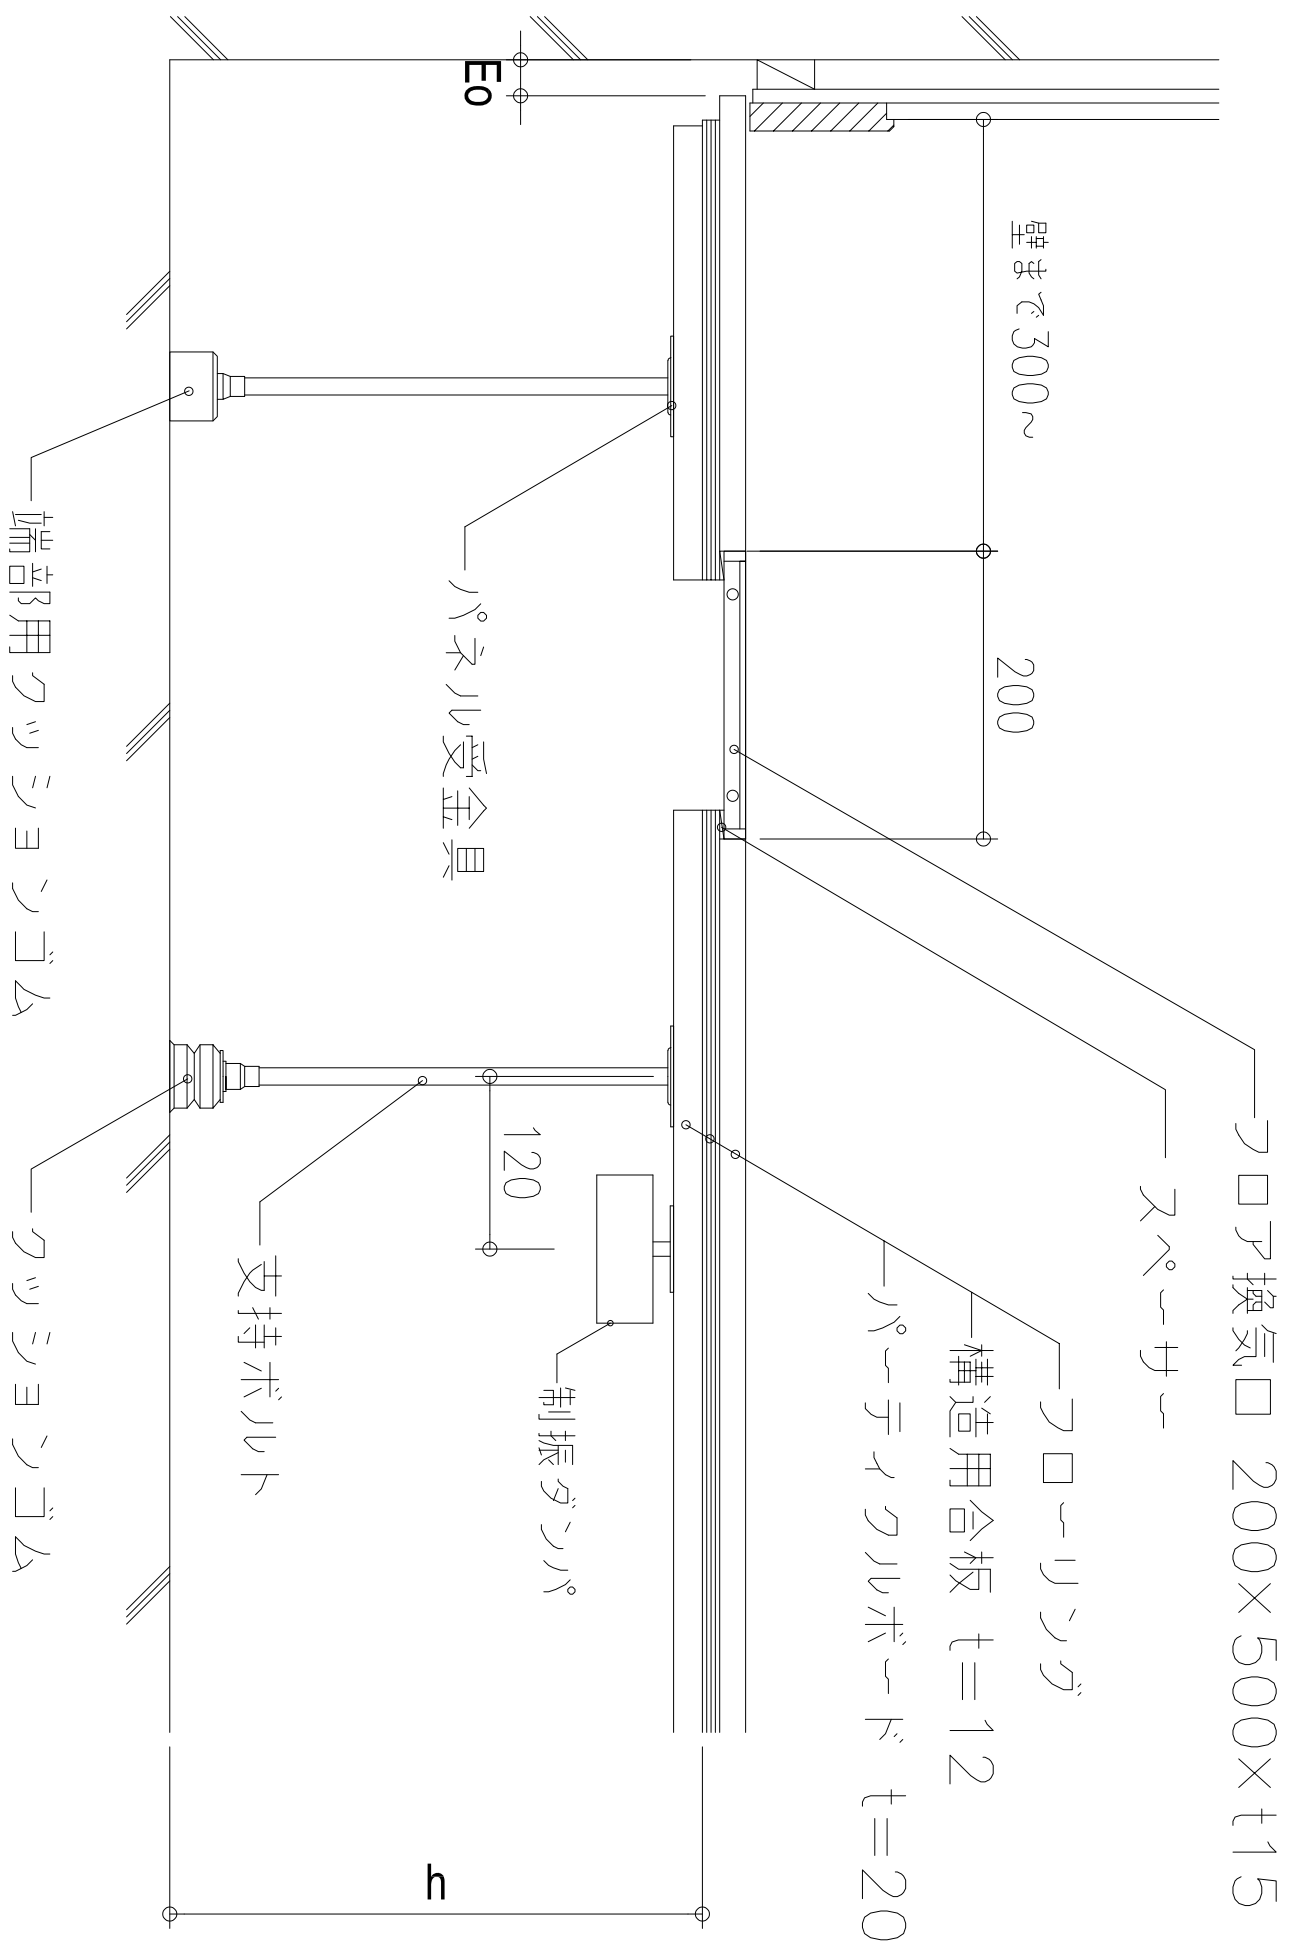 フロア換気口 200×500×t15
スペーサー
フローリング
構造用合板 t=12
パーティクルボード t=20
壁まで300~
200
Eo
パネル受金具
120
制振ダンパ
h
支持ボルト
端部用クッションゴム
クッションゴム